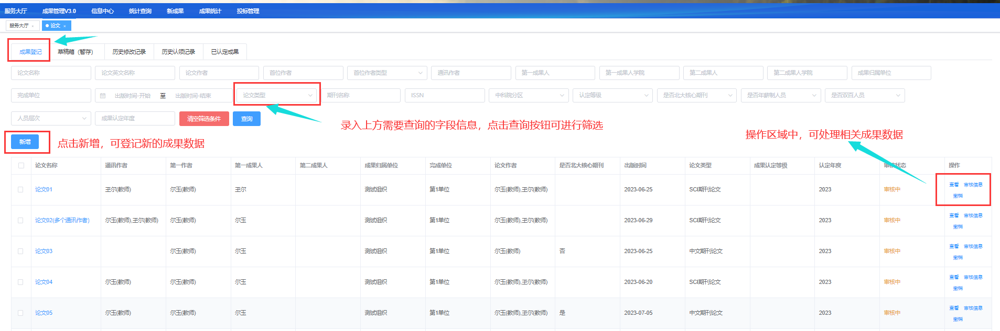 服务大厅 成果管理V3.0 信息中心 统计查询 新成果 成果统计 投标管理
服务大厅 × 论文 ×
成果登记 草稿箱（暂存） 历史修改记录 历史认领记录 已认定成果
论文名称 论文英文名称 论文作者 首位作者 首位作者类型 通讯作者 第一成果人 第一成果人学院 第二成果人 第二成果人学院 成果归属单位
完成单位 出版时间-开始 至 出版时间-结束 论文类型 期刊名称 ISSN 中科院分区 认定等级 是否北大核心期刊 是否年薪制人员 是否双百人员
人员层次 成果认定年度 清空筛选条件 查询
录入上方需要查询的字段信息，点击查询按钮可进行筛选
操作区域中，可处理相关成果数据
新增 点击新增，可登记新的成果数据
论文名称 通讯作者 第一作者 第一成果人 第二成果人 成果归属单位 完成单位 论文作者 是否北大核心期刊 出版时间 论文类型 成果认定等级 认定年度 审核状态 操作
论文01 玊尔(教师) 尔玉(教师) 玊尔 测试组织 第1单位 尔玉(教师),玊尔(教师) 2023-06-25 SCI期刊论文 2023 审核中 查看 审核信息
撤销
论文02(多个通讯作者) 尔玉(教师),玊尔(教师) 尔玉(教师) 尔玉 测试组织 第1单位 尔玉(教师),玊尔(教师) 2023-06-29 SCI期刊论文 2023 审核中 查看 审核信息
撤销
论文03 尔玉(教师) 尔玉 测试组织 第1单位 尔玉(教师) 否 2023-06-25 中文期刊论文 2023 审核中 查看 审核信息
撤销
论文04 尔玉(教师) 尔玉(教师) 尔玉 测试组织 第1单位 尔玉(教师),玊尔(教师) 2023-06-20 SCI期刊论文 2023 审核中 查看 审核信息
撤销
论文05 尔玉(教师) 尔玉(教师) 尔玉 测试组织 第1单位 尔玉(教师),玊尔(教师) 是 2023-07-05 中文期刊论文 2023 审核中 查看 审核信息
撤销